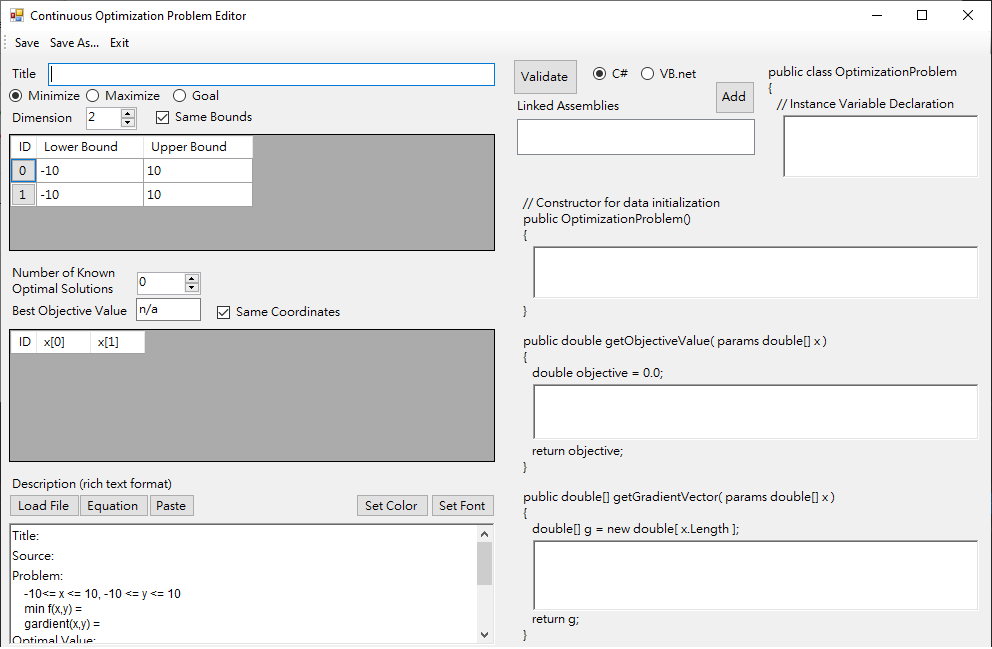 Continuous Optimization Problem Editor
Save Save As... Exit
Title
Minimize Maximize Goal
Dimension 2 Same Bounds
ID Lower Bound Upper Bound
0 -10 10
1 -10 10
Number of Known
Optimal Solutions 0
Best Objective Value n/a Same Coordinates
ID x[0] x[1]
Description (rich text format)
Load File Equation Paste Set Color Set Font
Title:
Source:
Problem:
-10<= x <= 10, -10 <= y <= 10
min f(x,y) =
gardient(x,y) =
Optimal Value:
Validate C# VB.net
Linked Assemblies Add
public class OptimizationProblem
{
// Instance Variable Declaration
// Constructor for data initialization
public OptimizationProblem()
{
}
public double getObjectiveValue( params double[] x )
{
double objective = 0.0;
return objective;
}
public double[] getGradientVector( params double[] x )
{
double[] g = new double[ x.Length ];
return g;
}